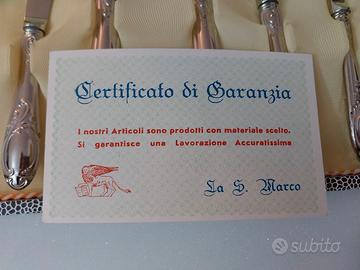 Certificato di Garanzia
I nostri Articoli sono prodotti con materiale scelto.
Si garantisce una Lavorazione Accuratissima
La S. Marco
subito